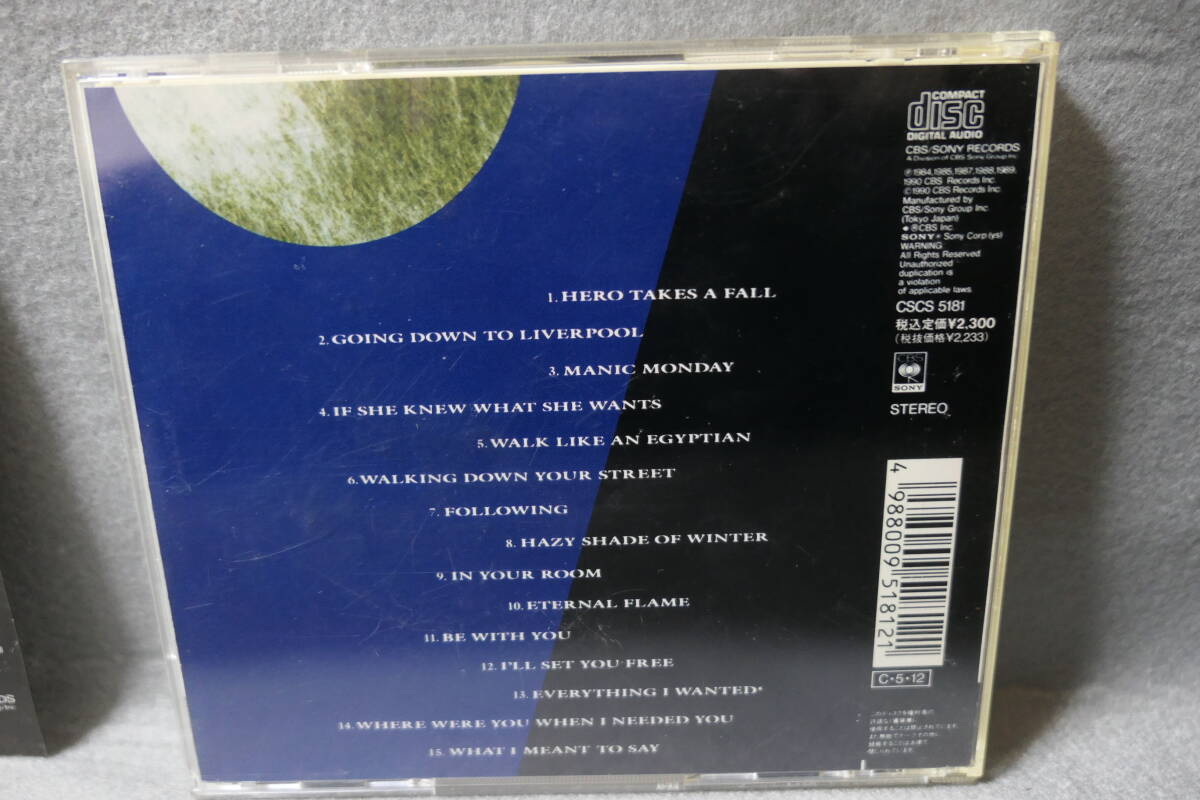 1. HERO TAKES A FALL
2. GOING DOWN TO LIVERPOOL
3. MANIC MONDAY
4. IF SHE KNEW WHAT SHE WANTS
5. WALK LIKE AN EGYPTIAN
6. WALKING DOWN YOUR STREET
7. FOLLOWING
8. HAZY SHADE OF WINTER
9. IN YOUR ROOM
10. ETERNAL FLAME
11. BE WITH YOU
12. I'LL SET YOU FREE
13. EVERYTHING I WANTED*
14. WHERE WERE YOU WHEN I NEEDED YOU
15. WHAT I MEANT TO SAY
COMPACT
disc
DIGITAL AUDIO
CBS/SONY RECORDS
A Division of CBS Sony Group Inc.
℗1984,1985,1987,1988,1989,
1990 CBS Records Inc.
©1990 CBS Records Inc.
Manufactured by
CBS/Sony Group Inc.
(Tokyo Japan)
®CBS Inc.
SONY® Sony Corp (ys)
WARNING
All Rights Reserved
Unauthorized
duplication is
a violation
of applicable laws.
CSCS 5181
税込定価¥2,300
(税抜価格¥2,233)
CBS
SONY
STEREO
4 988009 518121
C·5·12